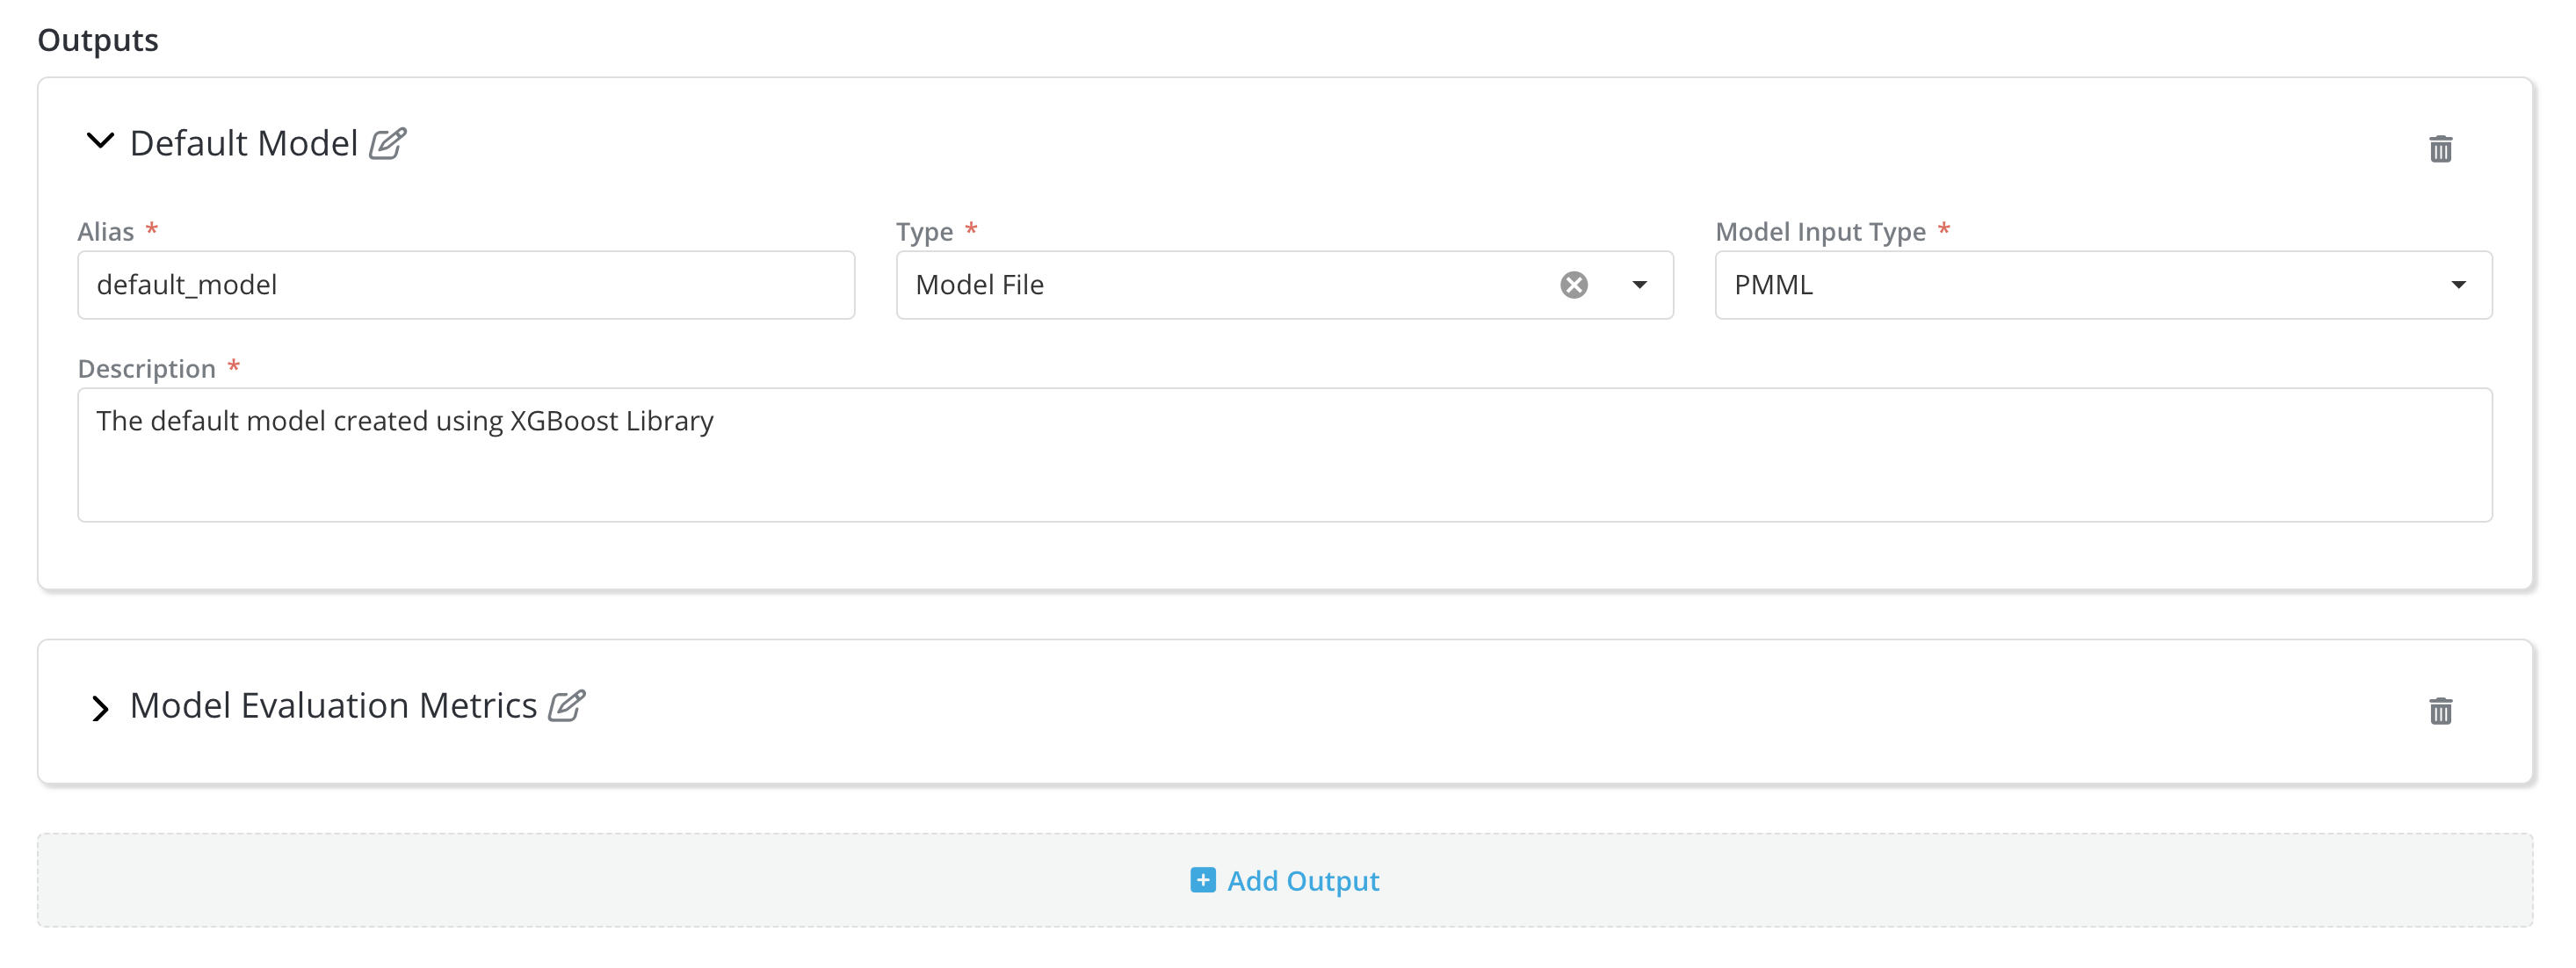 Outputs
Default Model
Alias *
Type *
Model Input Type *
default_model
Model File
PMML
Description *
The default model created using XGBoost Library
Model Evaluation Metrics
Add Output